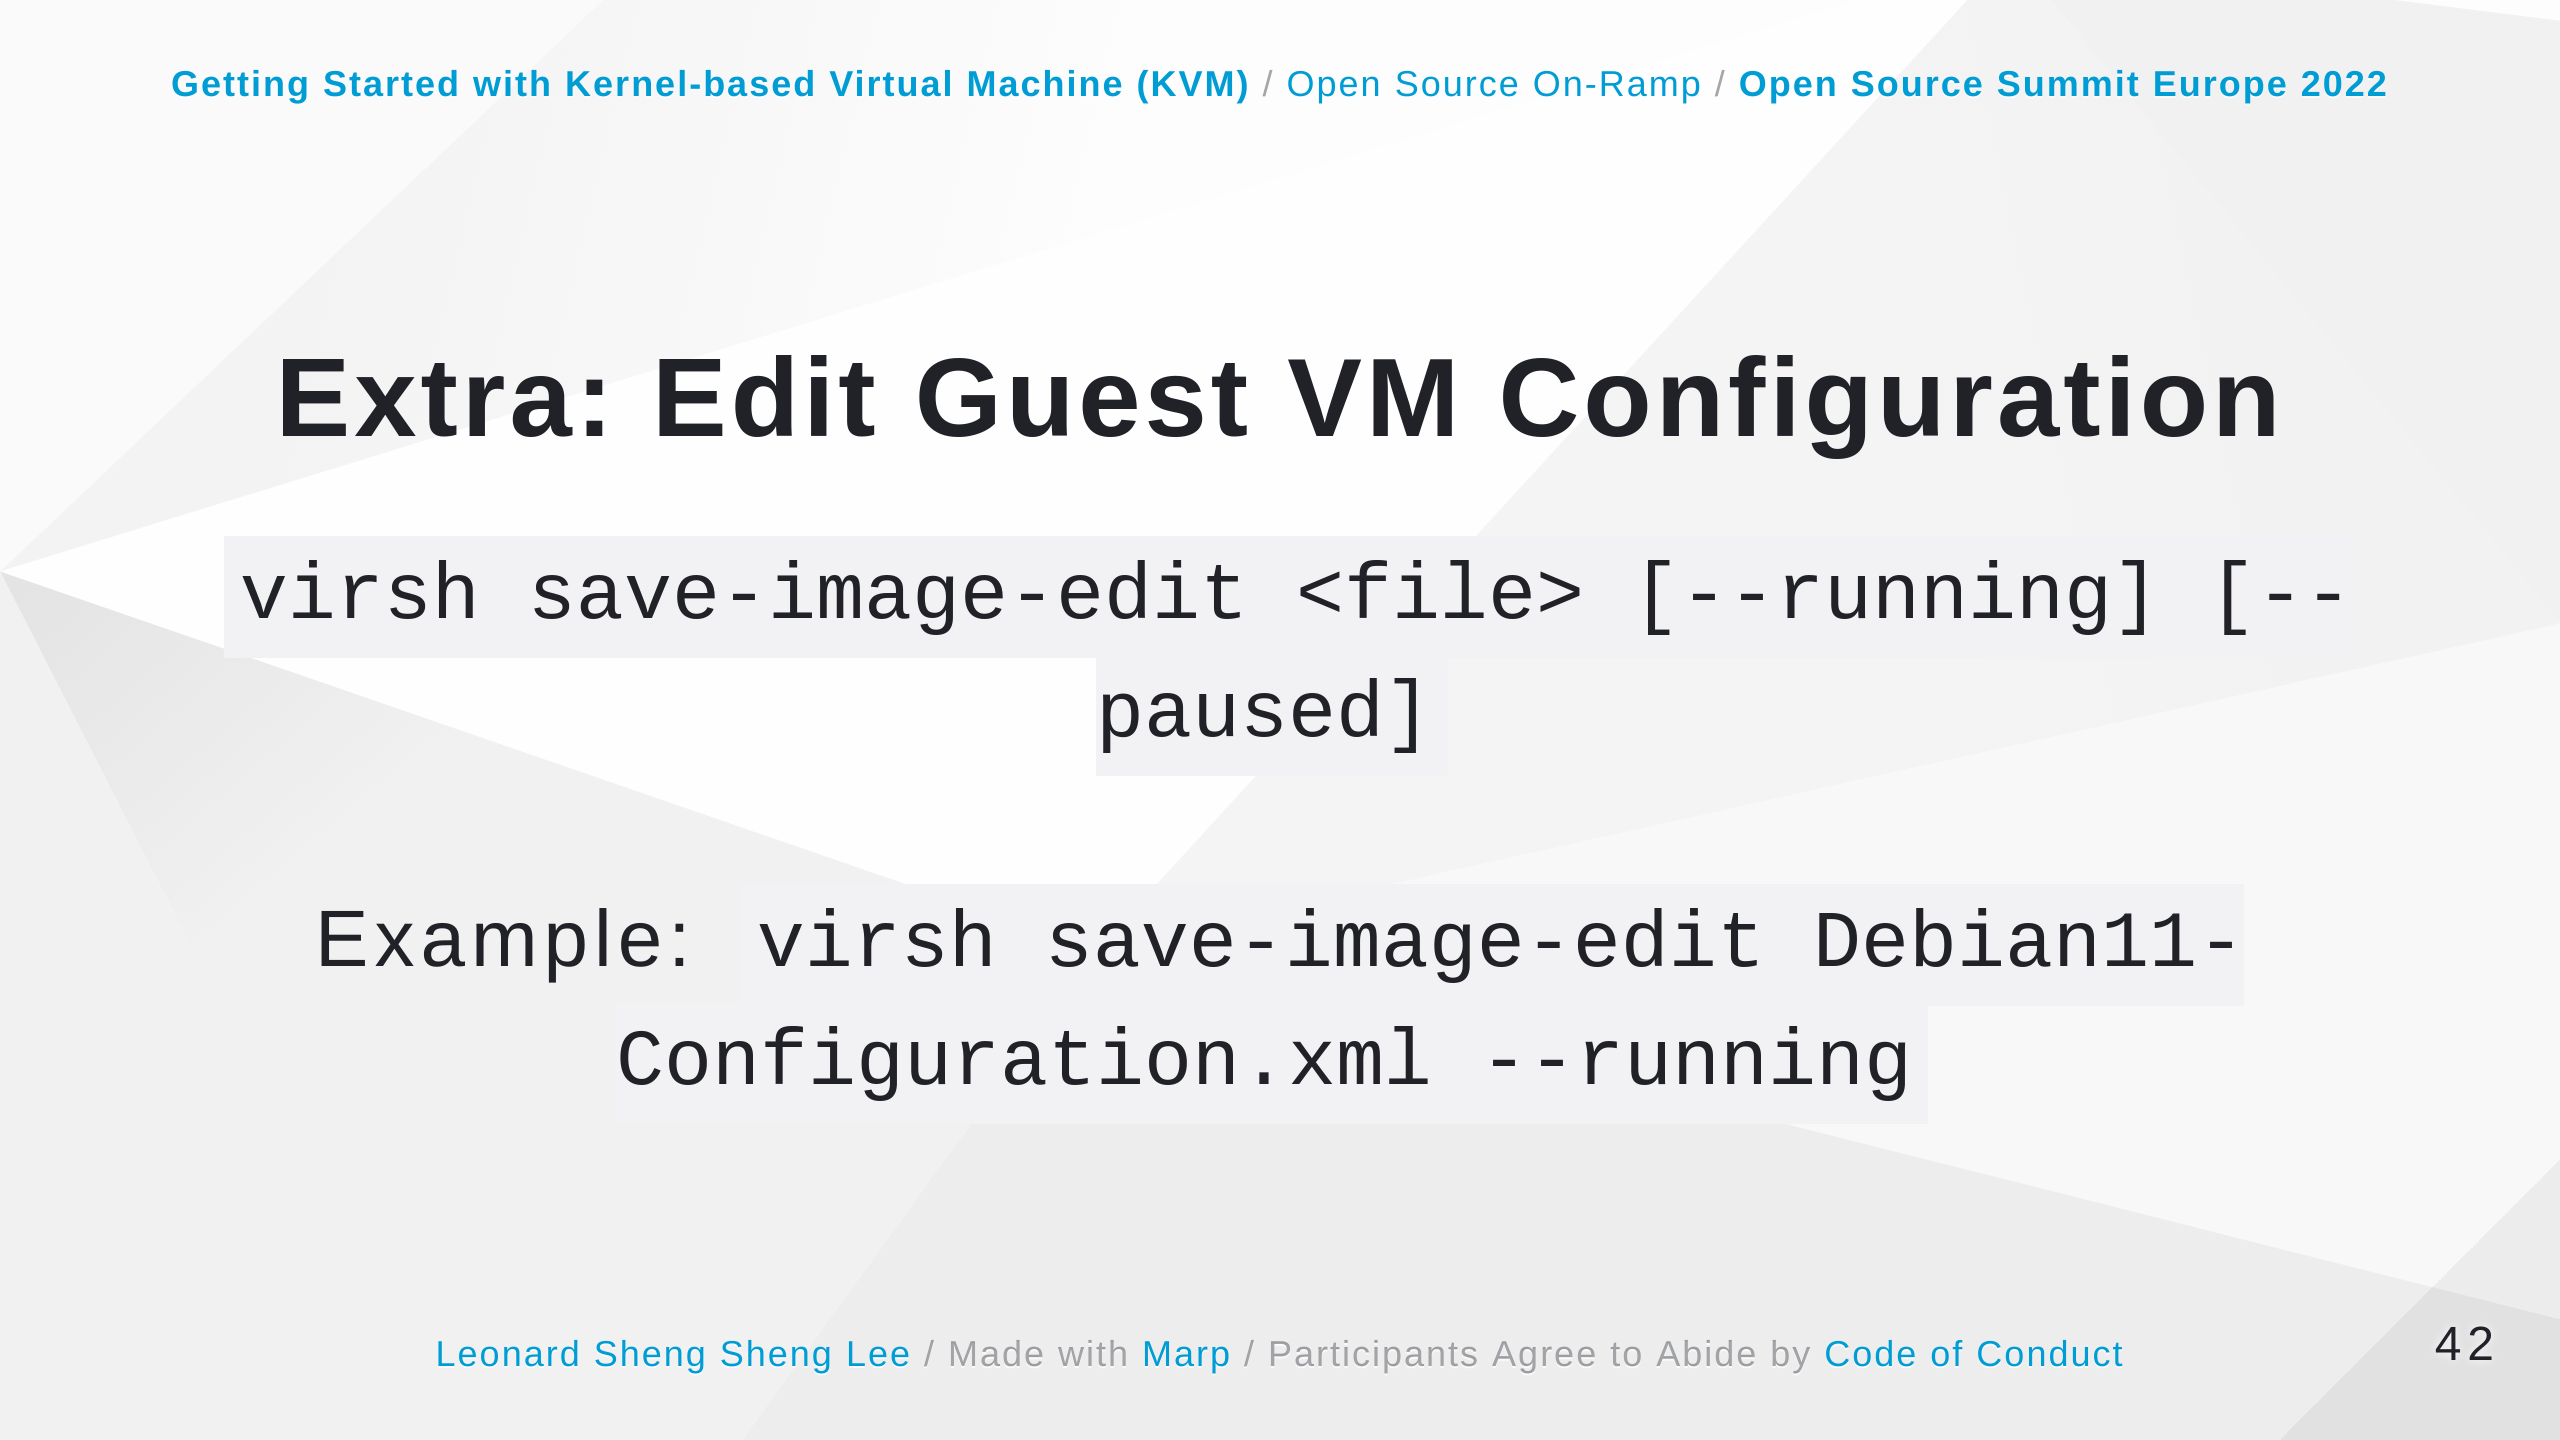 Getting Started with Kernel-based Virtual Machine (KVM) / Open Source On-Ramp / Open Source Summit Europe 2022
Extra: Edit Guest VM Configuration
virsh save-image-edit <file> [--running] [--
paused]
Example: virsh save-image-edit Debian11-
Configuration.xml --running
Leonard Sheng Sheng Lee / Made with Marp / Participants Agree to Abide by Code of Conduct
42